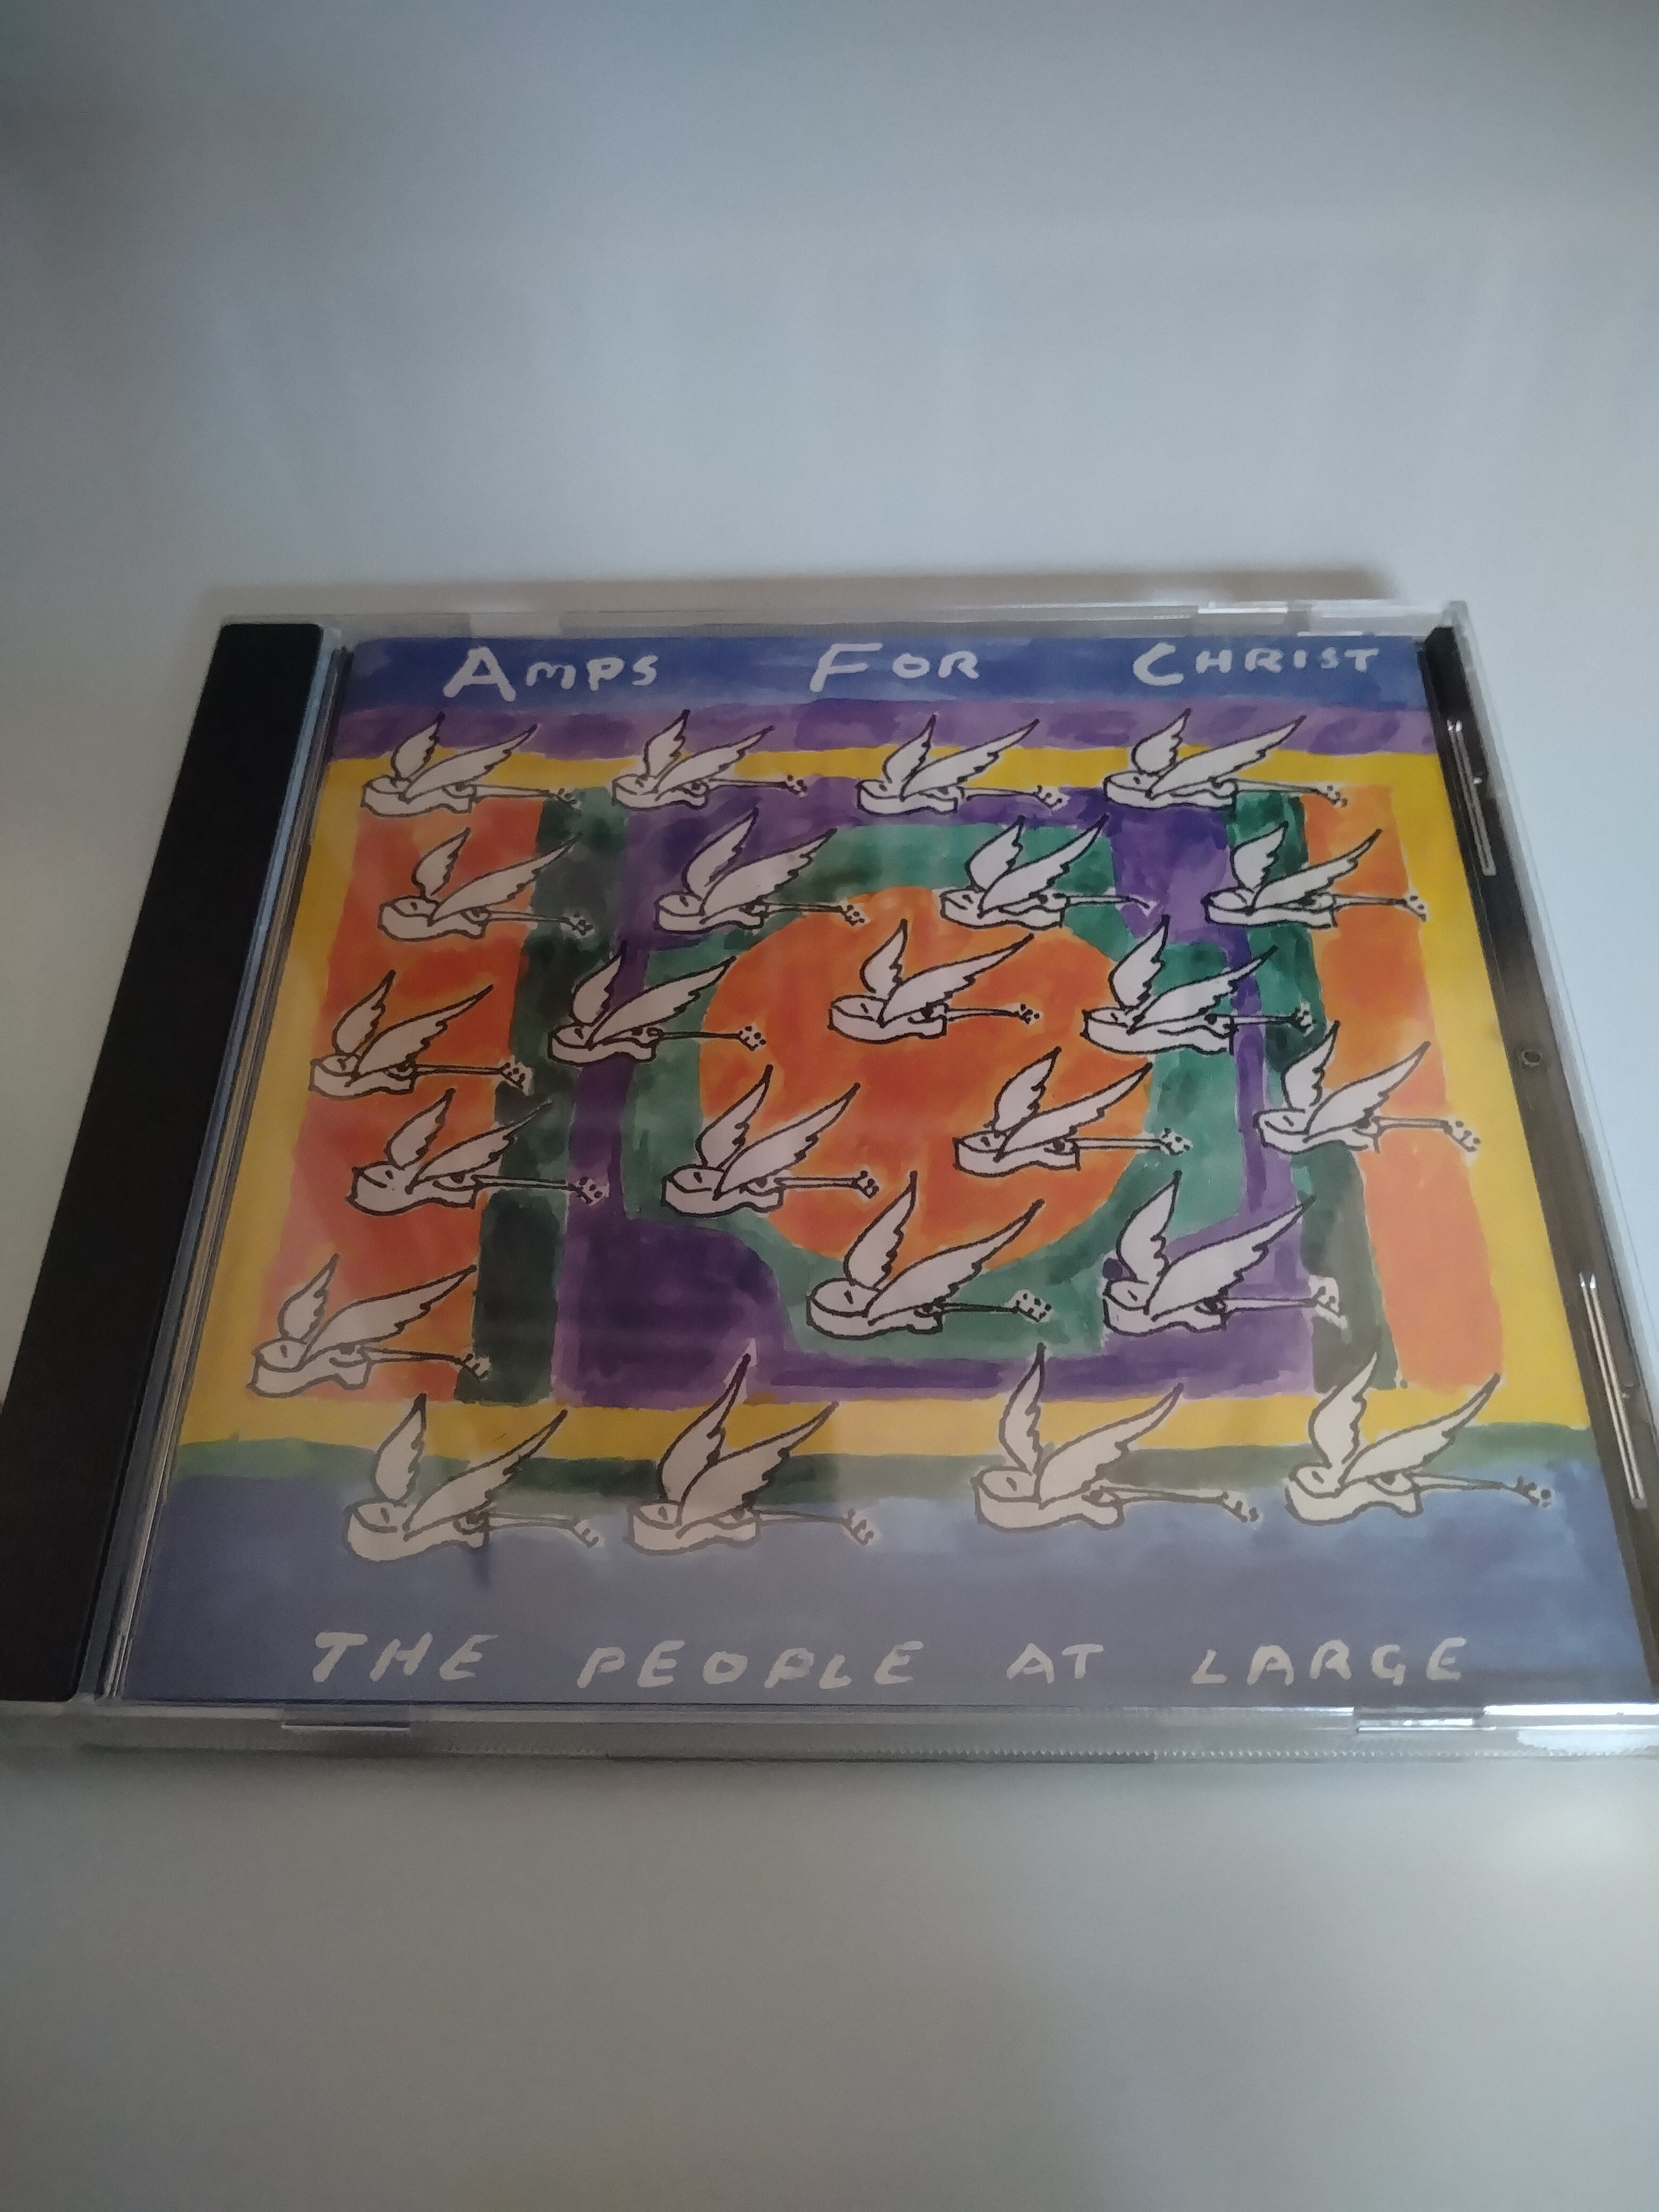 AMPS FOR CHRIST
THE PEOPLE AT LARGE